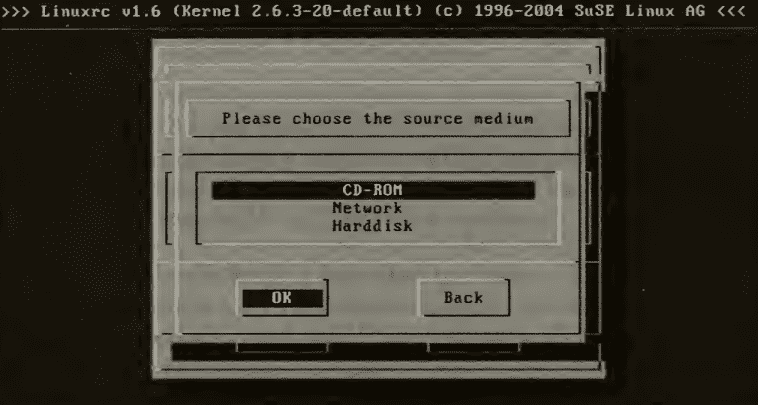 >>> Linuxrc v1.6 (Kernel 2.6.3-20-default) (c) 1996-2004 SuSE Linux AG <<<
Please choose the source medium
CD-ROM
Network
Harddisk
OK
Back